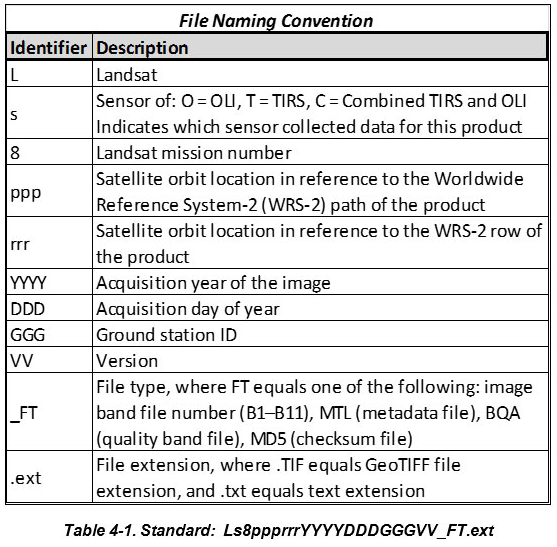 File Naming Convention
Identifier Description
L Landsat
s Sensor of: O = OLI, T = TIRS, C = Combined TIRS and OLI
Indicates which sensor collected data for this product
8 Landsat mission number
ppp Satellite orbit location in reference to the Worldwide
Reference System-2 (WRS-2) path of the product
rrr Satellite orbit location in reference to the WRS-2 row of
the product
YYYY Acquisition year of the image
DDD Acquisition day of year
GGG Ground station ID
VV Version
_FT File type, where FT equals one of the following: image
band file number (B1–B11), MTL (metadata file), BQA
(quality band file), MD5 (checksum file)
.ext File extension, where .TIF equals GeoTIFF file
extension, and .txt equals text extension
Table 4-1. Standard: Ls8ppprrrYYYYDDDGGGVV_FT.ext